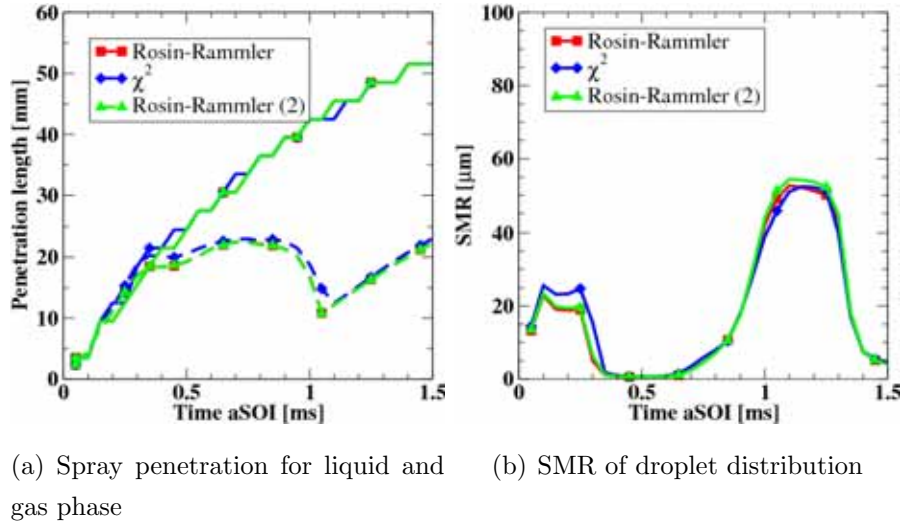 60
50
40
30
20
10
0
Penetration length [mm]
Rosin-Rammler
χ²
Rosin-Rammler (2)
0 0.5 1 1.5
Time aSOI [ms]
100
80
60
40
20
0
SMR [μm]
Rosin-Rammler
χ²
Rosin-Rammler (2)
0 0.5 1 1.5
Time aSOI [ms]
(a) Spray penetration for liquid and
gas phase
(b) SMR of droplet distribution